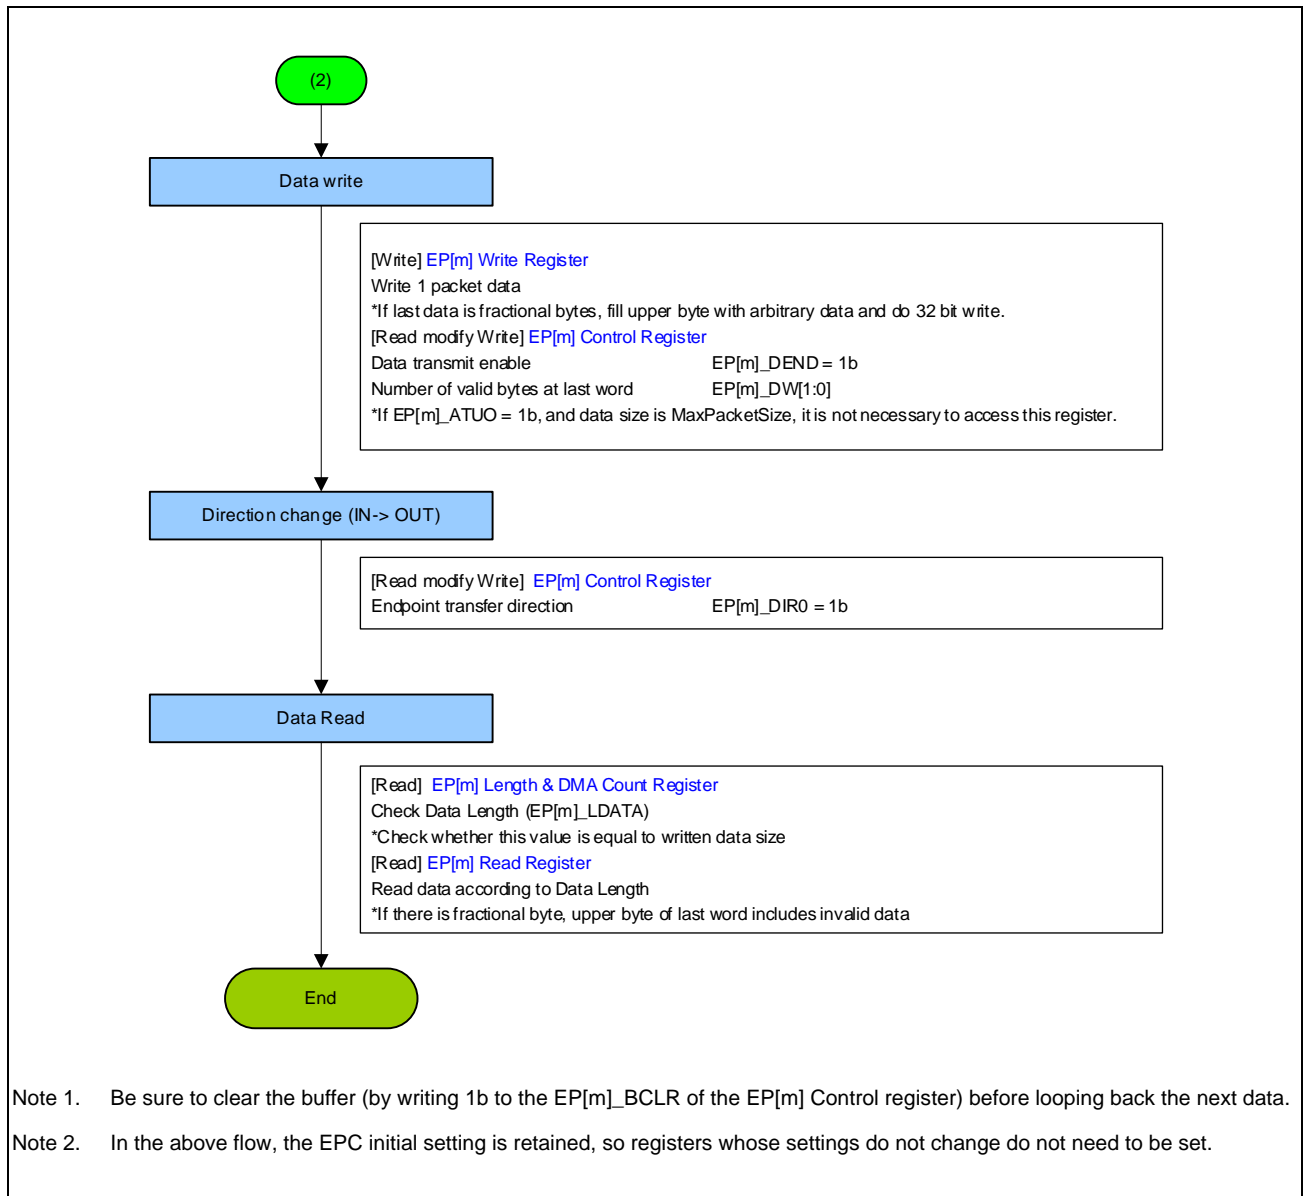 (2)
Data write
[Write] EP[m] Write Register
Write 1 packet data
*If last data is fractional bytes, fill upper byte with arbitrary data and do 32 bit write.
[Read modify Write] EP[m] Control Register
Data transmit enable EP[m]_DEND = 1b
Number of valid bytes at last word EP[m]_DW[1:0]
*If EP[m]_ATUO = 1b, and data size is MaxPacketSize, it is not necessary to access this register.
Direction change (IN-> OUT)
[Read modify Write] EP[m] Control Register
Endpoint transfer direction EP[m]_DIR0 = 1b
Data Read
[Read] EP[m] Length & DMA Count Register
Check Data Length (EP[m]_LDATA)
*Check whether this value is equal to written data size
[Read] EP[m] Read Register
Read data according to Data Length
*If there is fractional byte, upper byte of last word includes invalid data
End
Note 1. Be sure to clear the buffer (by writing 1b to the EP[m]_BCLR of the EP[m] Control register) before looping back the next data.
Note 2. In the above flow, the EPC initial setting is retained, so registers whose settings do not change do not need to be set.